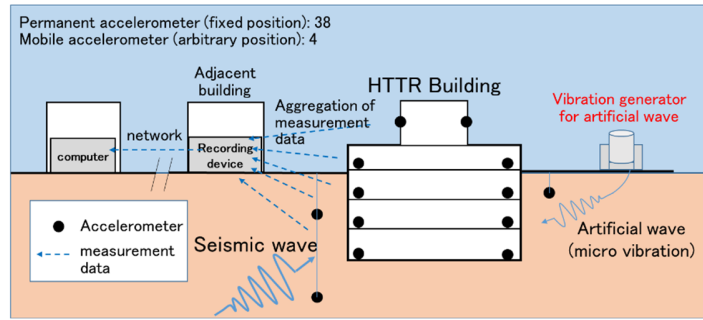 Permanent accelerometer (fixed position): 38
Mobile accelerometer (arbitrary position): 4
Adjacent
building
HTTR Building
Aggregation of
measurement
data
Vibration generator
for artificial wave
network
computer
Recording
device
Accelerometer
measurement
data
Seismic wave
Artificial wave
(micro vibration)